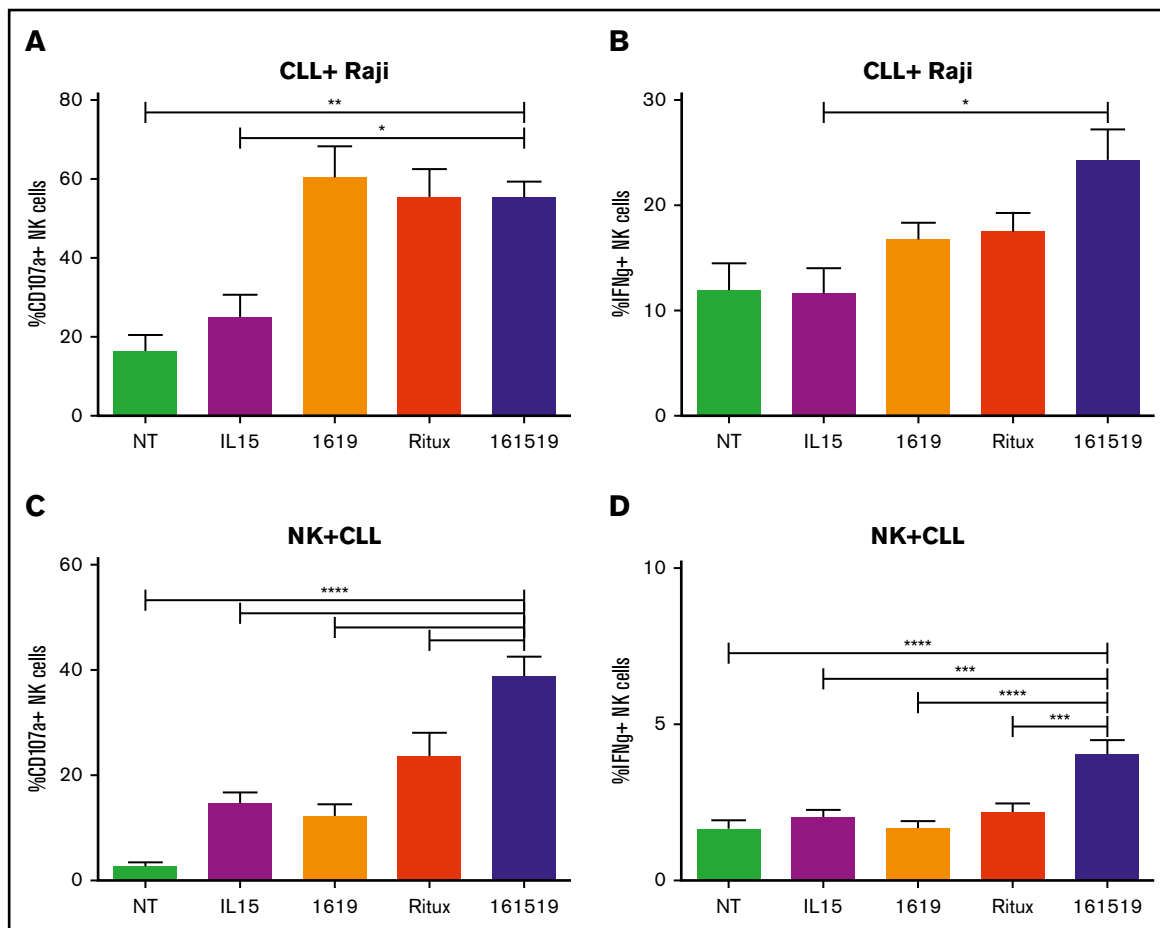 A
CLL+ Raji
%CD107a+ NK cells
80
60
40
20
0
**
*
NT IL15 1619 Ritux 161519
B
CLL+ Raji
%IFNg+ NK cells
30
20
10
0
*
NT IL15 1619 Ritux 161519
C
NK+CLL
%CD107a+ NK cells
60
40
20
0
****
NT IL15 1619 Ritux 161519
D
NK+CLL
%IFNg+ NK cells
10
5
0
****
***
****
***
NT IL15 1619 Ritux 161519